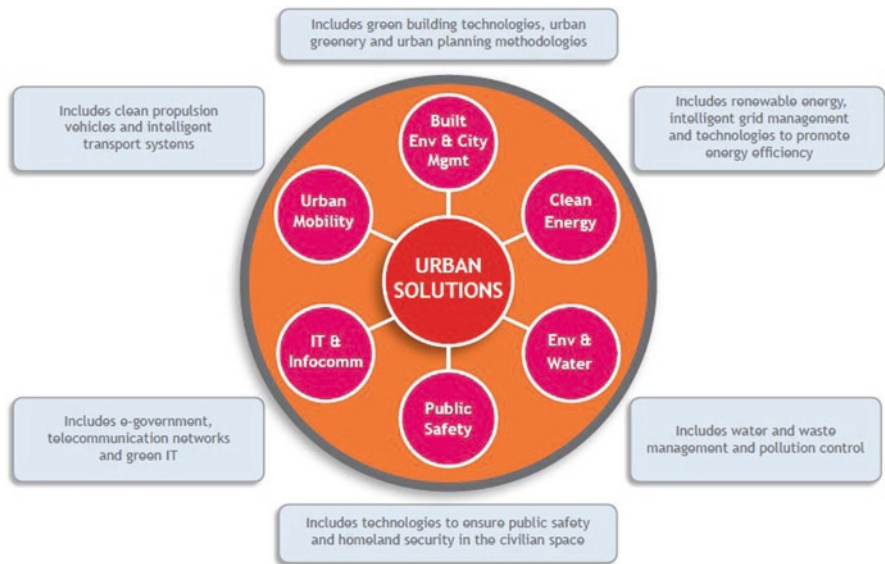 Includes green building technologies, urban
greenery and urban planning methodologies
Includes clean propulsion
vehicles and intelligent
transport systems
Includes renewable energy,
intelligent grid management
and technologies to promote
energy efficiency
Built
Env & City
Mgmt
Urban
Mobility
Clean
Energy
URBAN
SOLUTIONS
IT &
Infocomm
Env &
Water
Public
Safety
Includes e-government,
telecommunication networks
and green IT
Includes water and waste
management and pollution control
Includes technologies to ensure public safety
and homeland security in the civilian space